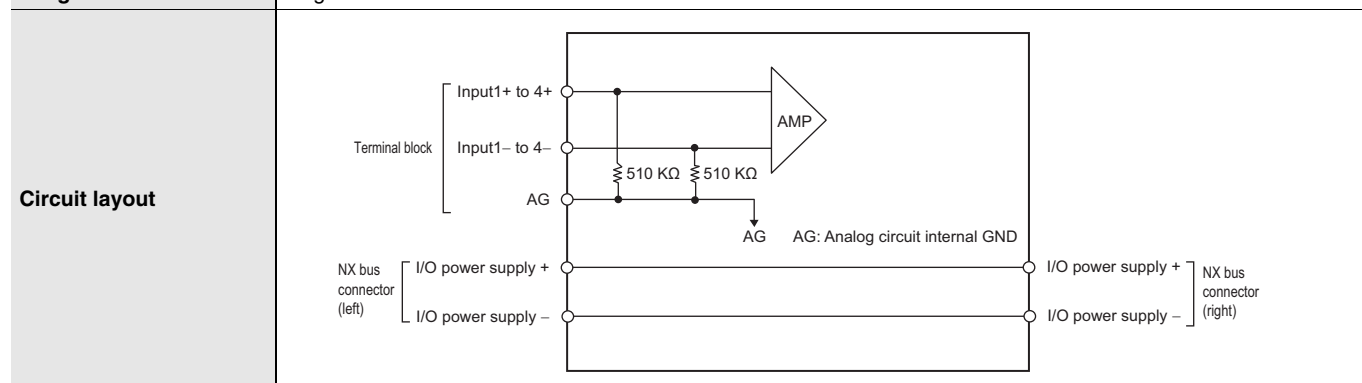 Circuit layout
Terminal block
Input1+ to 4+
Input1– to 4–
AG
510 KΩ
510 KΩ
AMP
AG
AG: Analog circuit internal GND
NX bus
connector
(left)
I/O power supply +
I/O power supply –
I/O power supply +
I/O power supply –
NX bus
connector
(right)